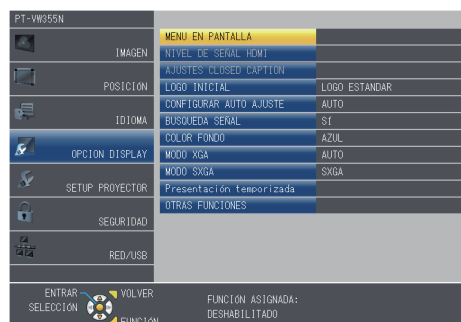 PT-VW355N
IMAGEN
POSICIÓN
IDIOMA
OPCION DISPLAY
SETUP PROYECTOR
SEGURIDAD
RED/USB
MENU EN PANTALLA
NIVEL DE SEÑAL HDMI
AJUSTES CLOSED CAPTION
LOGO INICIAL LOGO ESTANDAR
CONFIGURAR AUTO AJUSTE AUTO
BUSQUEDA SEÑAL SÍ
COLOR FONDO AZUL
MODO XGA AUTO
MODO SXGA SXGA
Presentación temporizada
OTRAS FUNCIONES
ENTRAR VOLVER
SELECCIÓN
FUNCIÓN
FUNCIÓN ASIGNADA:
DESHABILITADO